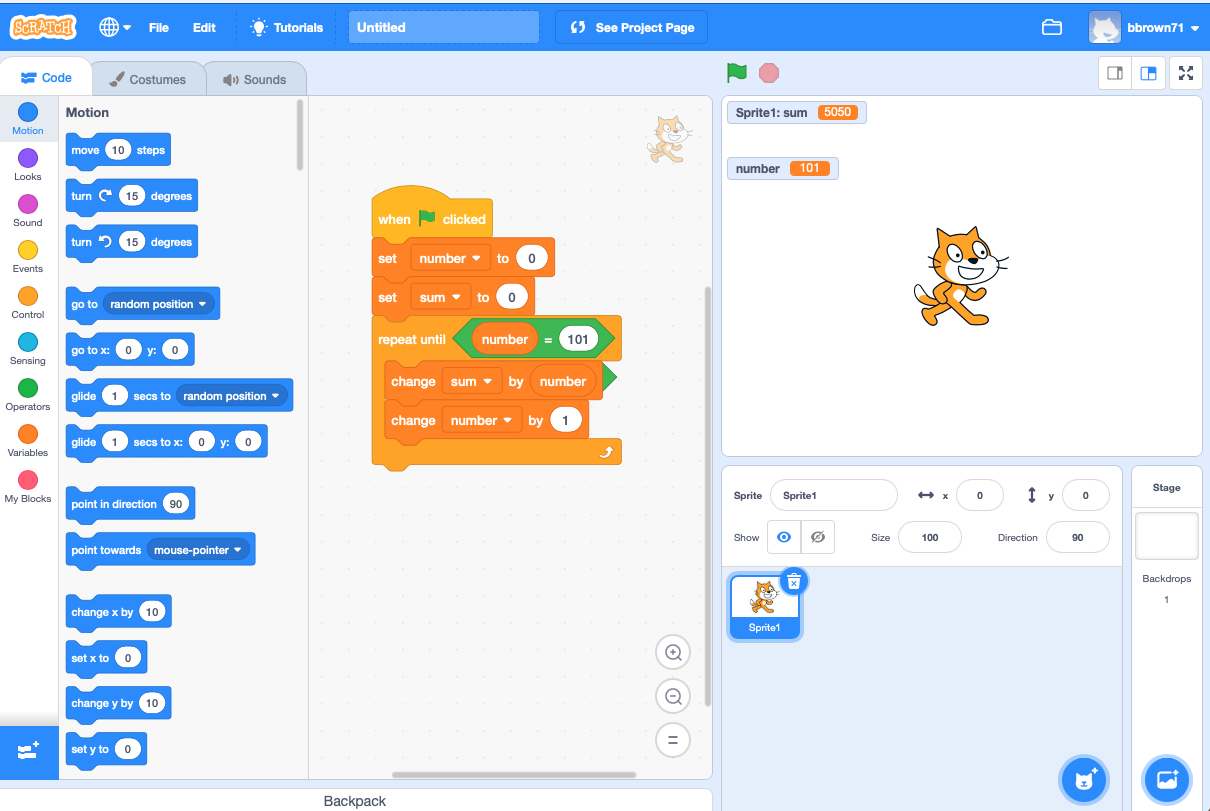 SCRATCH File Edit Tutorials Untitled See Project Page bbrown71
Code Costumes Sounds
Motion
Looks
Sound
Events
Control
Sensing
Operators
Variables
My Blocks
Motion
move 10 steps
turn 15 degrees
turn 15 degrees
go to random position
go to x: 0 y: 0
glide 1 secs to random position
glide 1 secs to x: 0 y: 0
point in direction 90
point towards mouse-pointer
change x by 10
set x to 0
change y by 10
set y to 0
when clicked
set number to 0
set sum to 0
repeat until number = 101
change sum by number
change number by 1
Backpack
Sprite1: sum 5050
number 101
Sprite Sprite1 x 0 y 0
Show Size 100 Direction 90
Sprite1
Stage
Backdrops
1